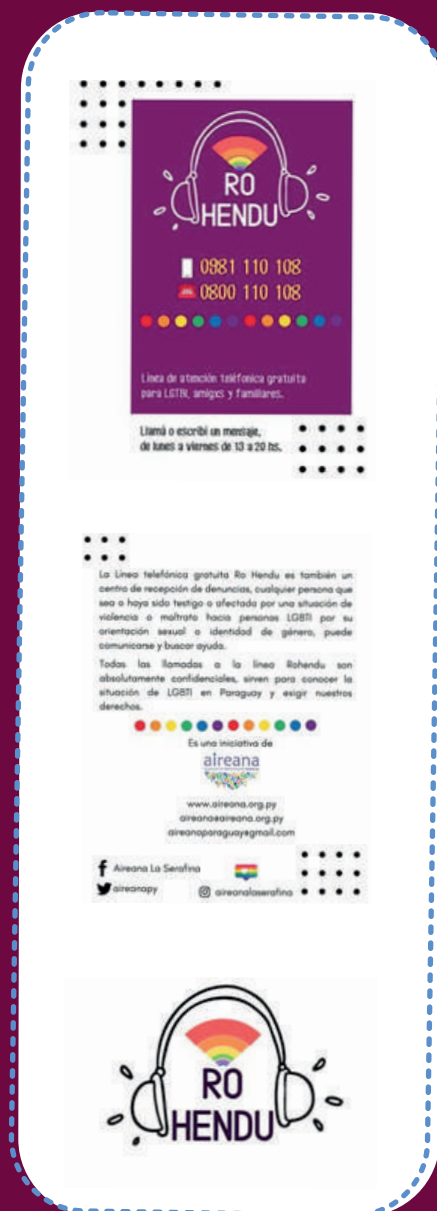 RO
HENDU
0981 110 108
0800 110 108
Línea de atención teléfonica gratuita
para LGTBI, amigxs y familiares.
Llamá o escribí un mensaje,
de lunes a viernes de 13 a 20 hs.
La Línea telefónica gratuita Ro Hendu es también un
centro de recepción de denuncias, cualquier persona que
sea o haya sido testigo o afectada por una situación de
violencia o maltrato hacia personas LGBTI por su
orientación sexual o identidad de género, puede
comunicarse y buscar ayuda.
Todas las llamadas a la línea Rohendu son
absolutamente confidenciales, sirven para conocer la
situación de LGBTI en Paraguay y exigir nuestros
derechos.
Es una iniciativa de
aireana
www.aireana.org.py
aireana@aireana.org.py
aireanaparaguay@gmail.com
Aireana La Serafina
aireanapy
aireanalaserafina
RO
HENDU